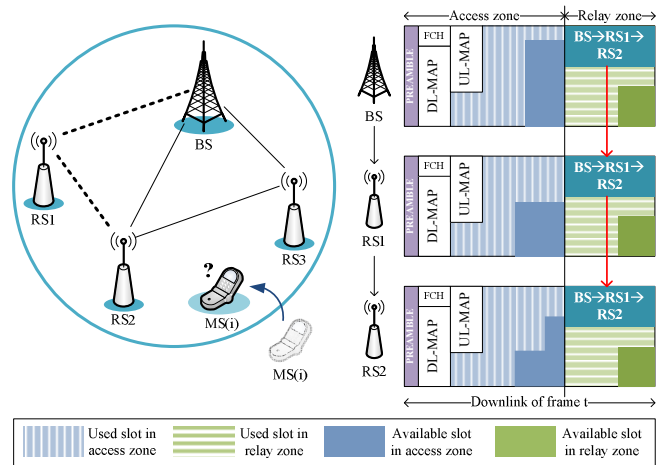 BS
RS1
RS2
RS3
?
MS(i)
MS(i)
Access zone
Relay zone
BS
PREAMBLE
FCH
DL-MAP
UL-MAP
BS→RS1→
RS2
RS1
PREAMBLE
FCH
DL-MAP
UL-MAP
BS→RS1→
RS2
RS2
PREAMBLE
FCH
DL-MAP
UL-MAP
BS→RS1→
RS2
Downlink of frame t
Used slot in
access zone
Used slot in
relay zone
Available slot
in access zone
Available slot
in relay zone